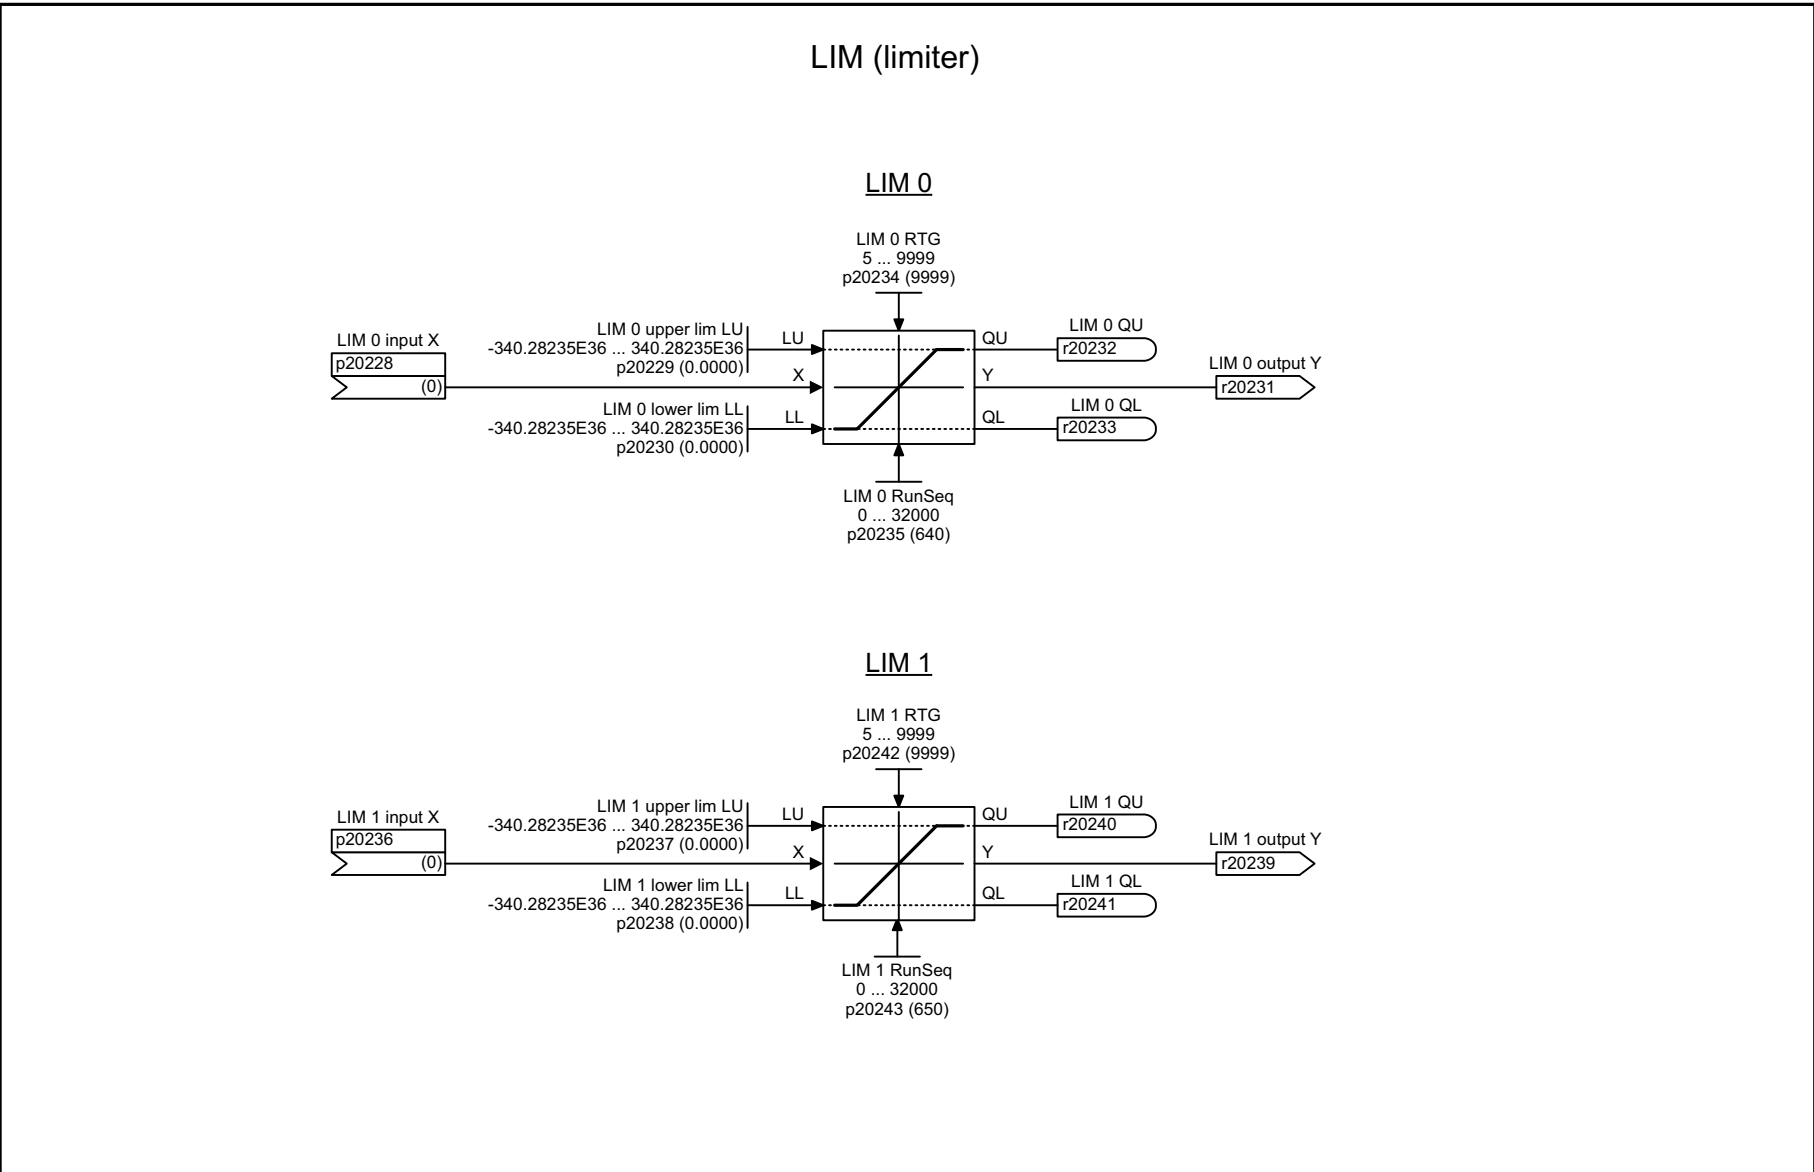 LIM (limiter)
LIM 0
LIM 0 RTG
5 ... 9999
p20234 (9999)
LIM 0 input X
p20228
(0)
LIM 0 upper lim LU
-340.28235E36 ... 340.28235E36
p20229 (0.0000)
LU
X
LIM 0 lower lim LL
-340.28235E36 ... 340.28235E36
p20230 (0.0000)
LL
QU
LIM 0 QU
r20232
Y
LIM 0 output Y
r20231
QL
LIM 0 QL
r20233
LIM 0 RunSeq
0 ... 32000
p20235 (640)
LIM 1
LIM 1 RTG
5 ... 9999
p20242 (9999)
LIM 1 input X
p20236
(0)
LIM 1 upper lim LU
-340.28235E36 ... 340.28235E36
p20237 (0.0000)
LU
X
LIM 1 lower lim LL
-340.28235E36 ... 340.28235E36
p20238 (0.0000)
LL
QU
LIM 1 QU
r20240
Y
LIM 1 output Y
r20239
QL
LIM 1 QL
r20241
LIM 1 RunSeq
0 ... 32000
p20243 (650)